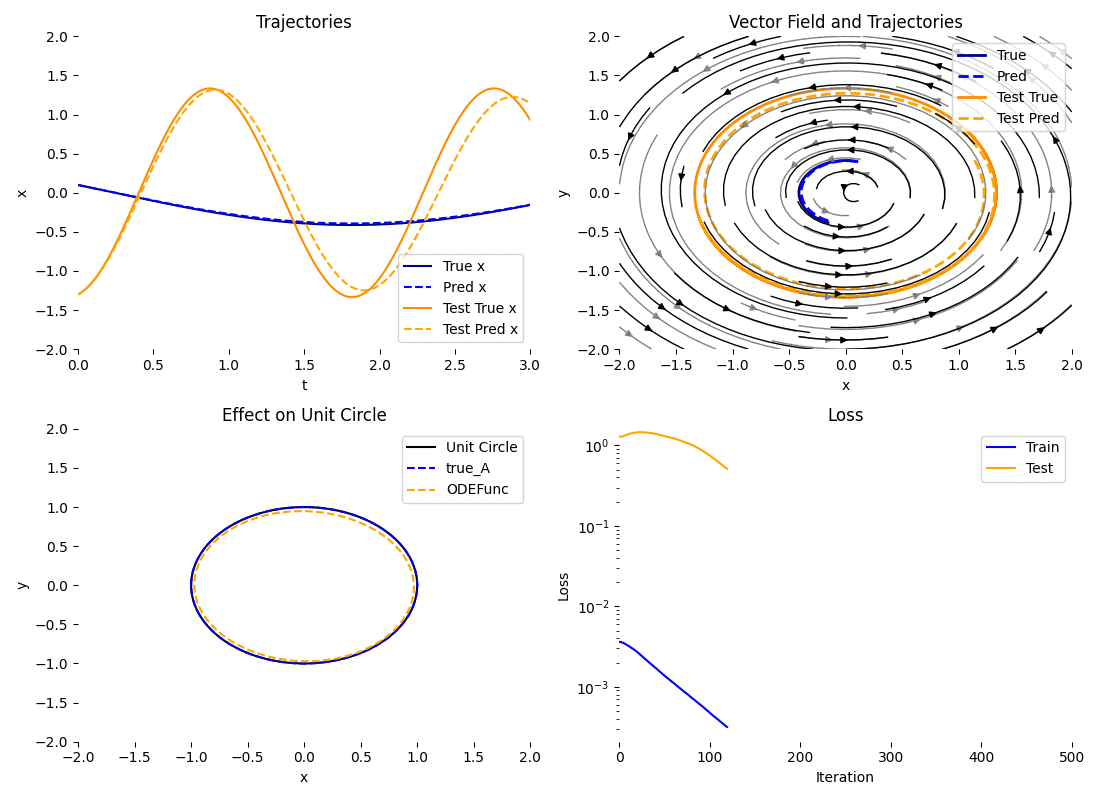 Trajectories
2.0
1.5
1.0
0.5
0.0
−0.5
−1.0
−1.5
−2.0
x
True x
Pred x
Test True x
Test Pred x
0.0 0.5 1.0 1.5 2.0 2.5 3.0
t
Vector Field and Trajectories
2.0
1.5
1.0
0.5
0.0
−0.5
−1.0
−1.5
−2.0
y
True
Pred
Test True
Test Pred
−2.0 −1.5 −1.0 −0.5 0.0 0.5 1.0 1.5 2.0
x
Effect on Unit Circle
2.0
1.5
1.0
0.5
0.0
−0.5
−1.0
−1.5
−2.0
y
Unit Circle
true_A
ODEFunc
−2.0 −1.5 −1.0 −0.5 0.0 0.5 1.0 1.5 2.0
x
Loss
10⁰
10⁻¹
10⁻²
10⁻³
Loss
Train
Test
0 100 200 300 400 500
Iteration